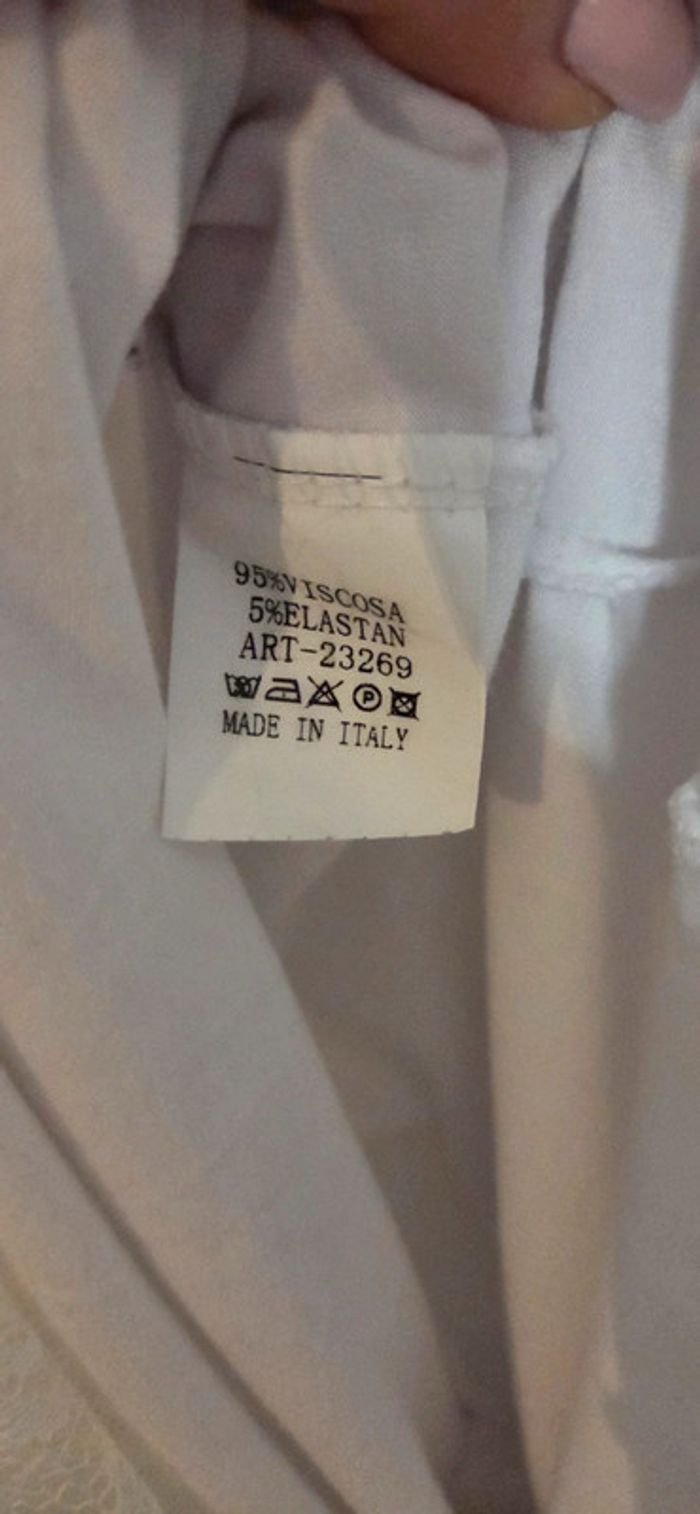 95%VISCOSA
5%ELASTAN
ART-23269
P
MADE IN ITALY